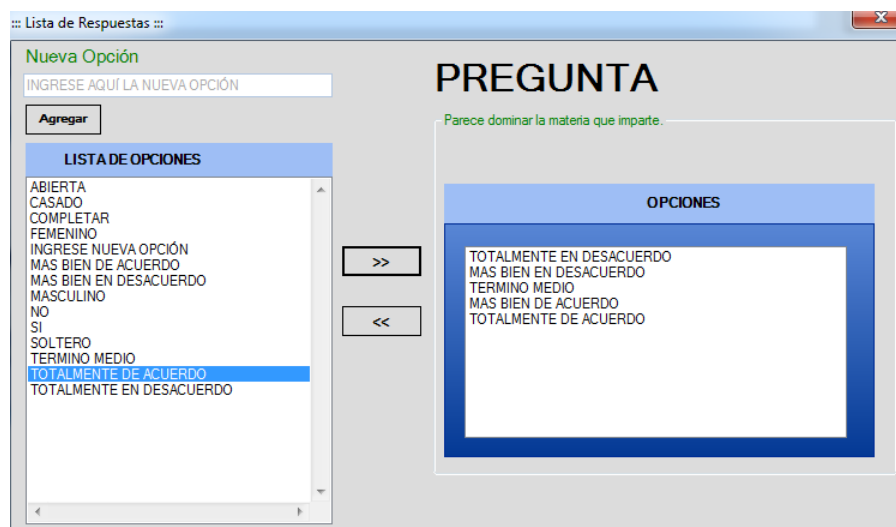 ::: Lista de Respuestas :::
X
Nueva Opción
INGRESE AQUÍ LA NUEVA OPCIÓN
Agregar
LISTA DE OPCIONES
ABIERTA
CASADO
COMPLETAR
FEMENINO
INGRESE NUEVA OPCIÓN
MAS BIEN DE ACUERDO
MAS BIEN EN DESACUERDO
MASCULINO
NO
SI
SOLTERO
TERMINO MEDIO
TOTALMENTE DE ACUERDO
TOTALMENTE EN DESACUERDO
>>
<<
PREGUNTA
Parece dominar la materia que imparte.
OPCIONES
TOTALMENTE EN DESACUERDO
MAS BIEN EN DESACUERDO
TERMINO MEDIO
MAS BIEN DE ACUERDO
TOTALMENTE DE ACUERDO